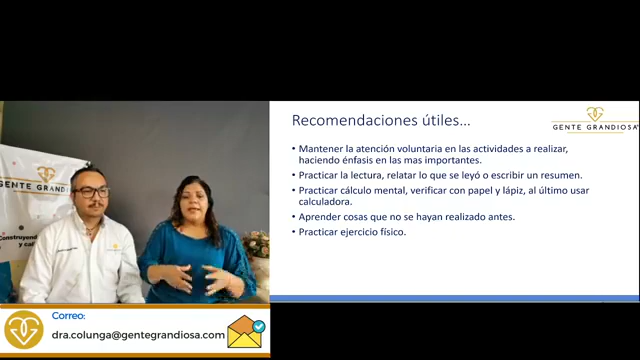 GENTE GRANDIOSA
Construyend
y cal
Correo:
dra.colunga@gentegrandiosa.com
Recomendaciones útiles...
GENTE GRANDIOSA
• Mantener la atención voluntaria en las actividades a realizar,
haciendo énfasis en las mas importantes.
• Practicar la lectura, relatar lo que se leyó o escribir un resumen.
• Practicar cálculo mental, verificar con papel y lápiz, al último usar
calculadora.
• Aprender cosas que no se hayan realizado antes.
• Practicar ejercicio físico.